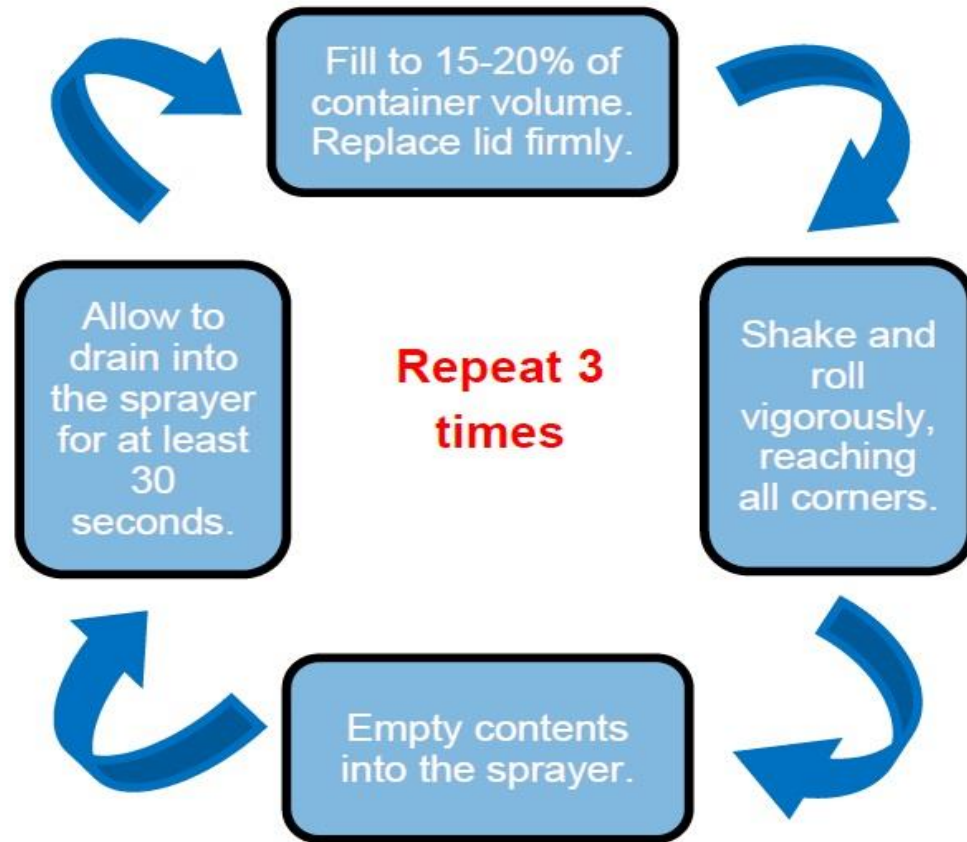 Fill to 15-20% of
container volume.
Replace lid firmly.
Shake and
roll
vigorously,
reaching
all corners.
Empty contents
into the sprayer.
Allow to
drain into
the sprayer
for at least
30
seconds.
Repeat 3
times